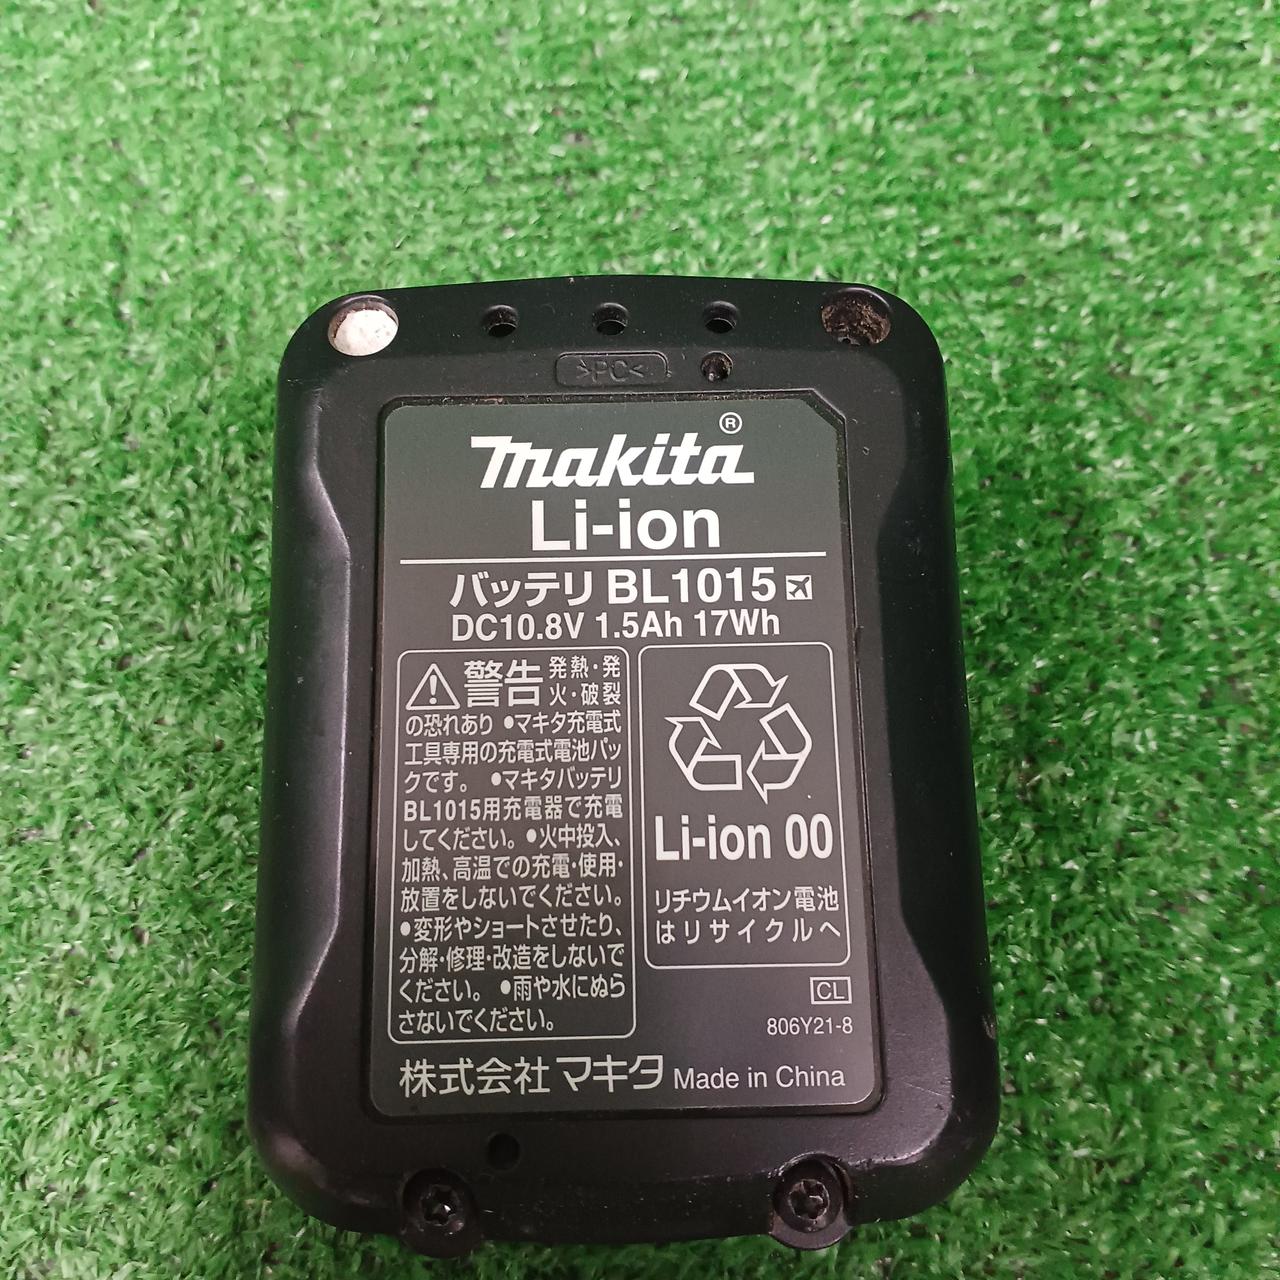 >PC<
makita®
Li-ion
バッテリ BL1015
DC10.8V 1.5Ah 17Wh
警告 発熱・発
火・破裂
の恐れあり ●マキタ充電式
工具専用の充電式電池パッ
クです。 ●マキタバッテリ
BL1015用充電器で充電
してください。●火中投入、
加熱、高温での充電・使用・
放置をしないでください。
●変形やショートさせたり、
分解・修理・改造をしないで
ください。 ●雨や水にぬら
さないでください。
Li-ion 00
リチウムイオン電池
はリサイクルへ
CL
806Y21-8
株式会社 マキタ Made in China